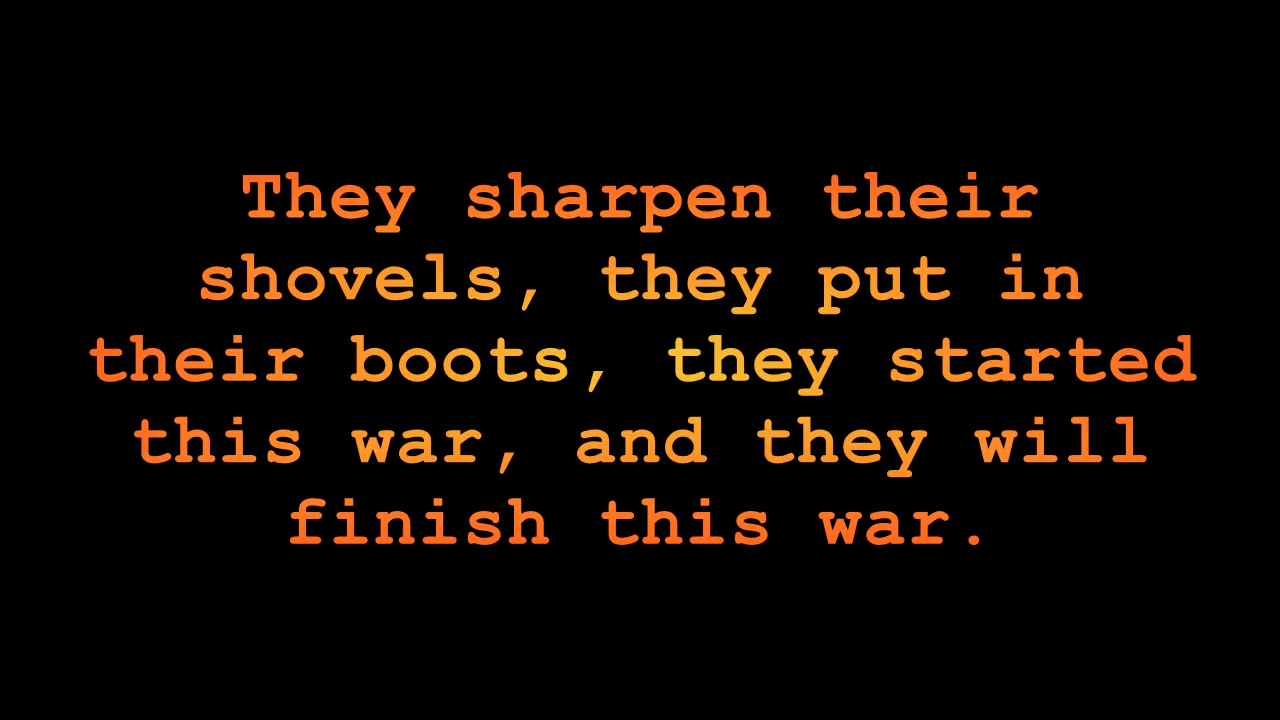 They sharpen their
shovels, they put in
their boots, they started
this war, and they will
finish this war.